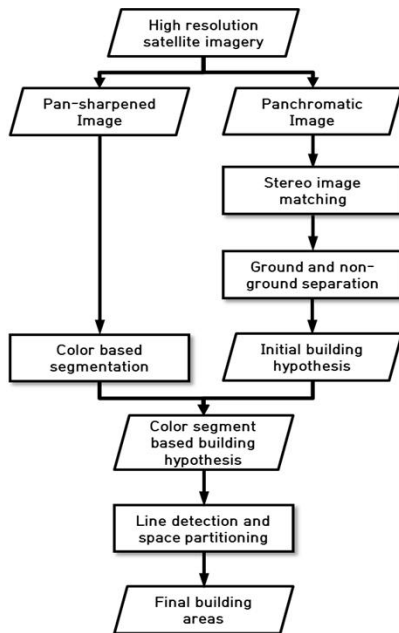 High resolution
satellite imagery
Pan-sharpened
Image
Panchromatic
Image
Stereo image
matching
Ground and non-
ground separation
Color based
segmentation
Initial building
hypothesis
Color segment
based building
hypothesis
Line detection and
space partitioning
Final building
areas